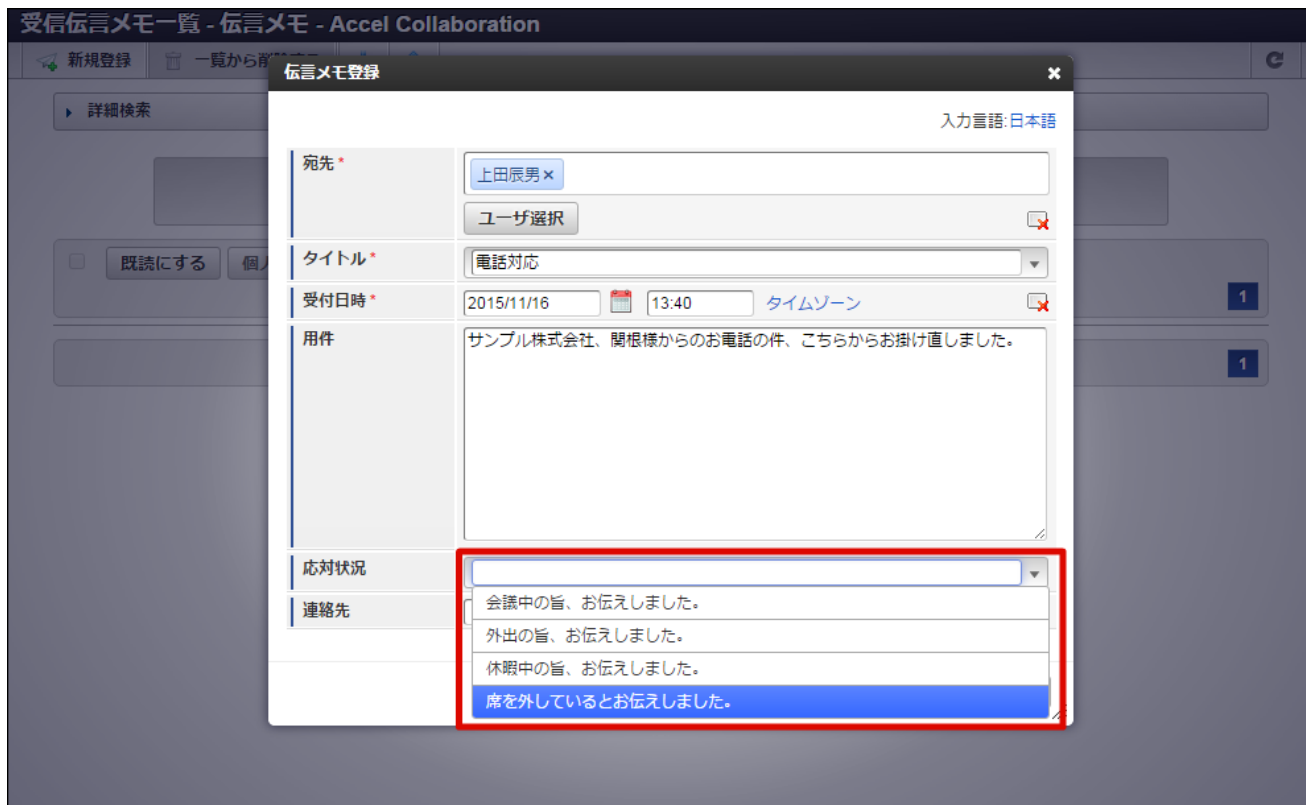 受信伝言メモ一覧 - 伝言メモ - Accel Collaboration
新規登録 一覧から削除する
伝言メモ登録
詳細検索
入力言語:日本語
宛先 *
上田辰男×
ユーザ選択
既読にする 個人
タイトル *
電話対応
受付日時 *
2015/11/16 13:40 タイムゾーン
1
用件
サンプル株式会社、関根様からのお電話の件、こちらからお掛け直しました。
1
応対状況
連絡先
会議中の旨、お伝えしました。
外出の旨、お伝えしました。
休暇中の旨、お伝えしました。
席を外しているとお伝えしました。